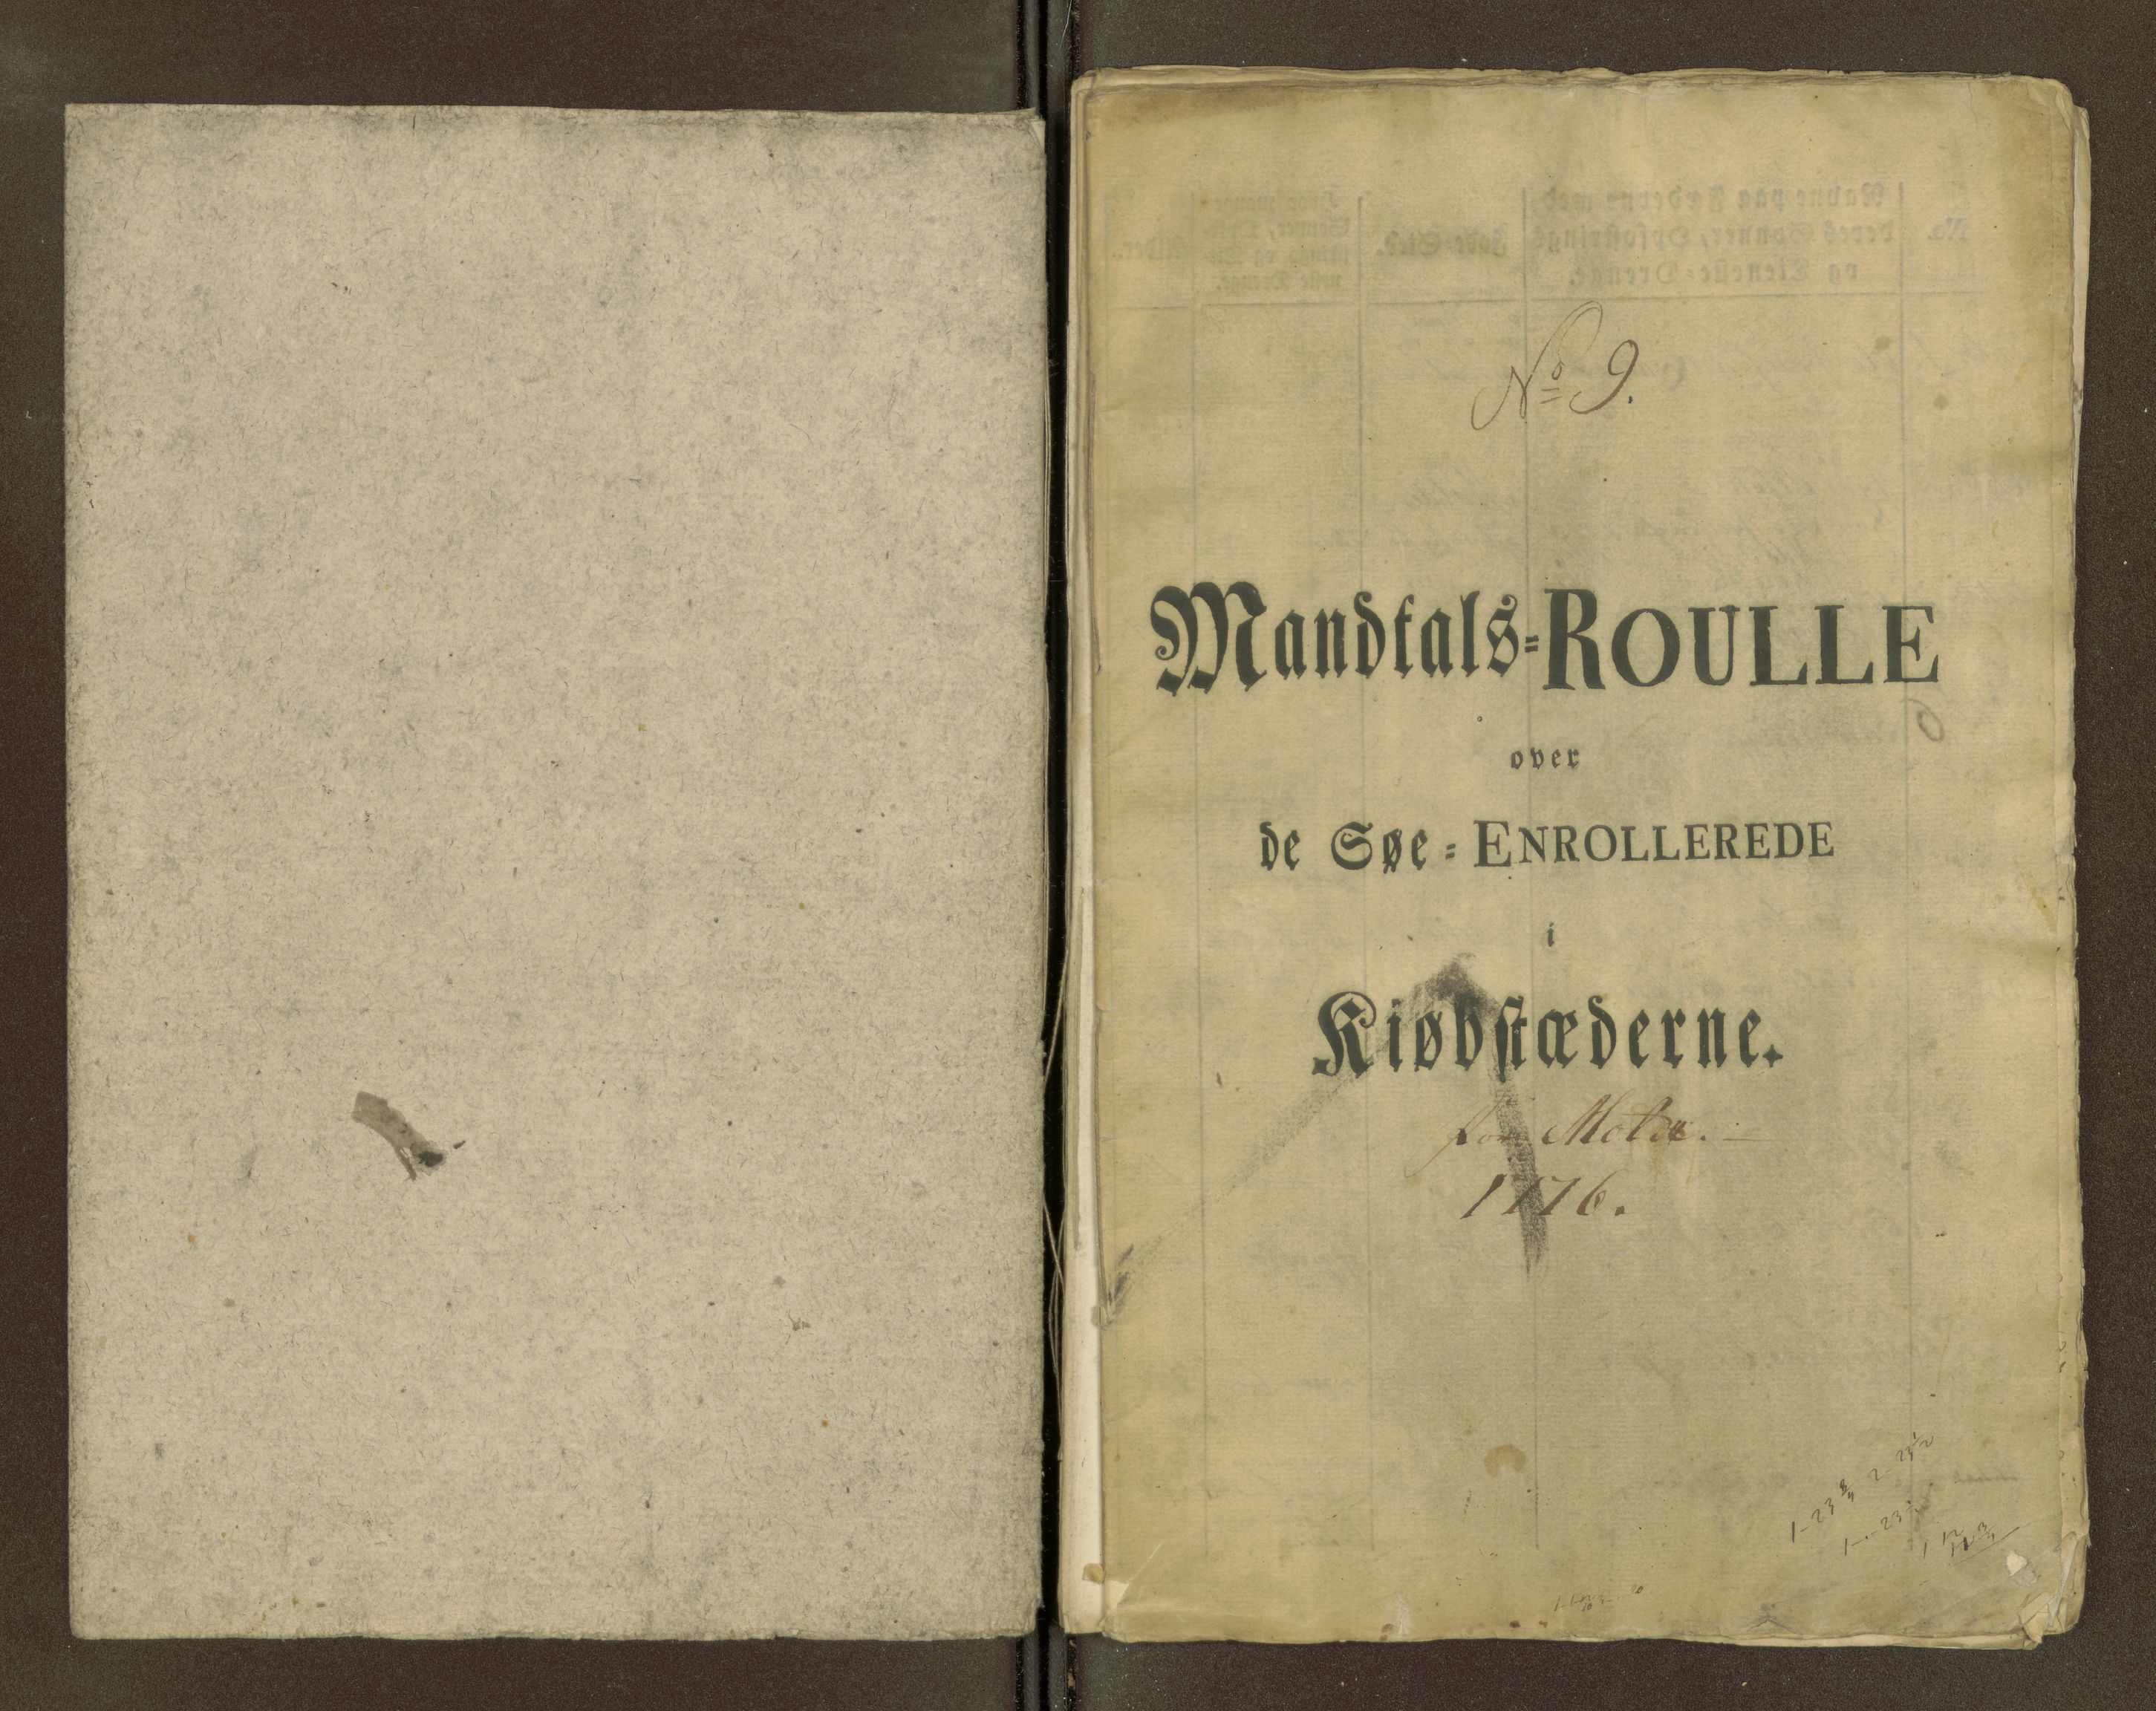 No 9.
Mandtals=ROULLE
over
de Søe=ENROLLEREDE
i
Kiøbstæderne.
for Molde.
1776.